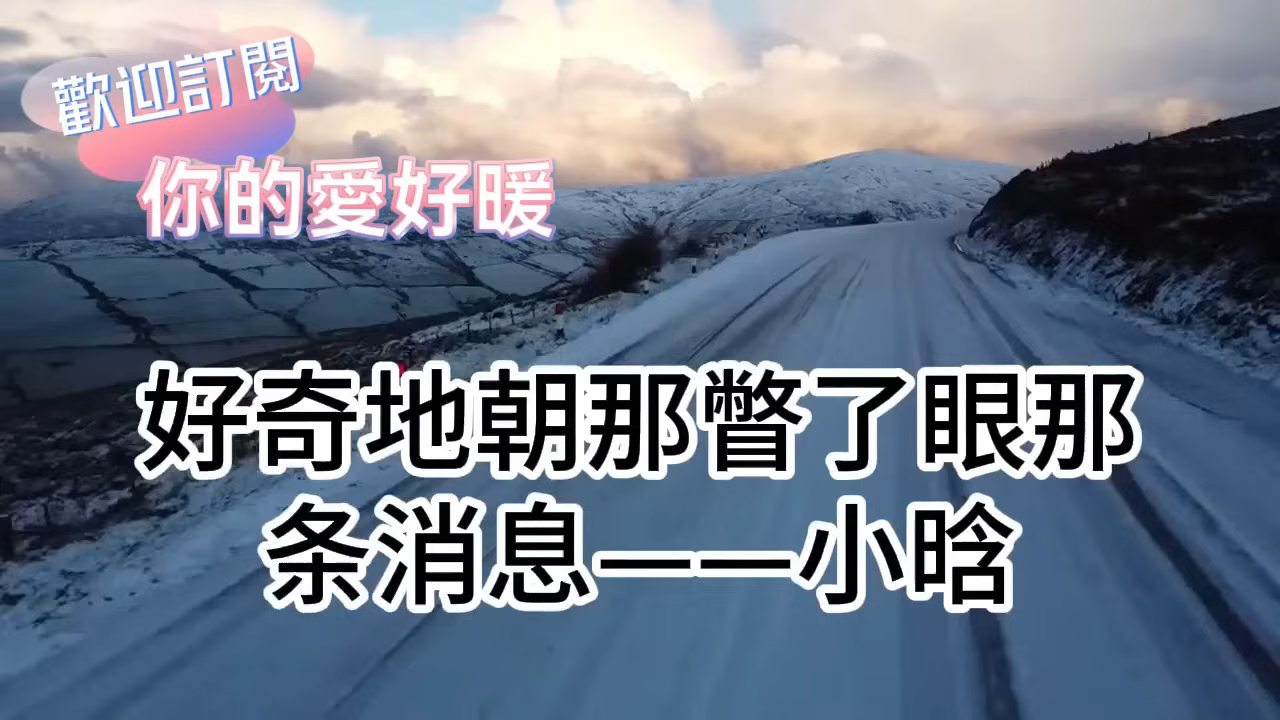 歡迎訂閱
你的愛好暖
好奇地朝那瞥了眼那
条消息——小晗